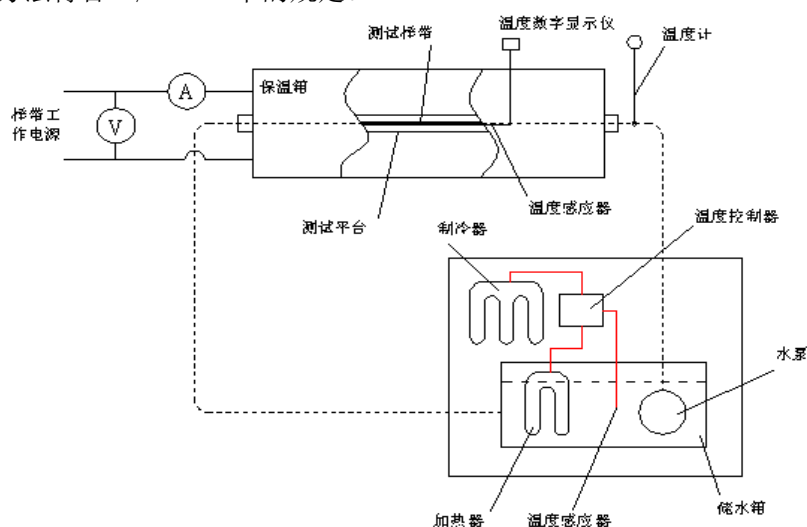 测试样带
温度数字显示仪
温度计
保温箱
A
样带工
作电源
V
测试平台
温度感应器
制冷器
温度控制器
水泵
储水箱
加热器
温度感应器